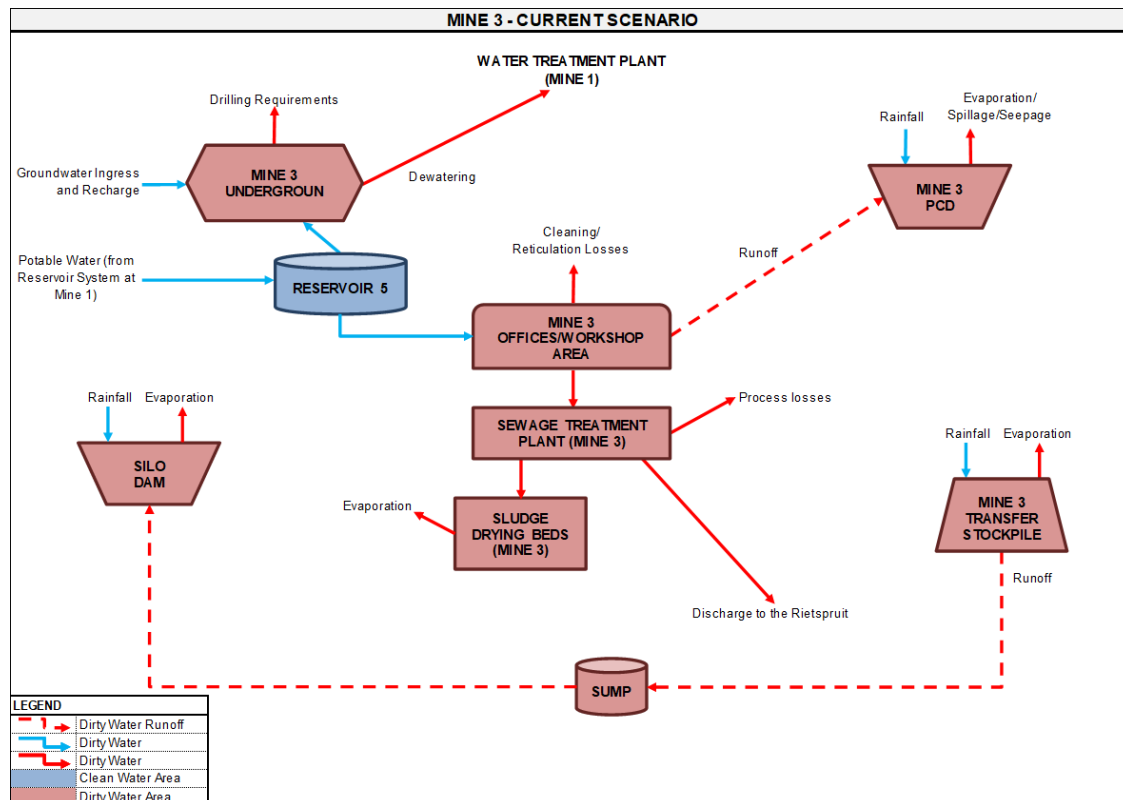 MINE 3 - CURRENT SCENARIO
WATER TREATMENT PLANT
(MINE 1)
Drilling Requirements
Evaporation/
Spillage/Seepage
Rainfall
Groundwater Ingress
and Recharge
MINE 3
UNDERGROUN
Dewatering
MINE 3
PCD
Cleaning/
Reticulation Losses
Runoff
Potable Water (from
Reservoir System at
Mine 1)
RESERVOIR 5
MINE 3
OFFICES/WORKSHOP
AREA
Rainfall
Evaporation
Process losses
SEWAGE TREATMENT
PLANT (MINE 3)
Rainfall
Evaporation
SILO
DAM
Evaporation
SLUDGE
DRYING BEDS
(MINE 3)
MINE 3
TRANSFER
STOCKPILE
Runoff
Discharge to the Rietspruit
SUMP
LEGEND
Dirty Water Runoff
Dirty Water
Dirty Water
Clean Water Area
Dirty Water Area